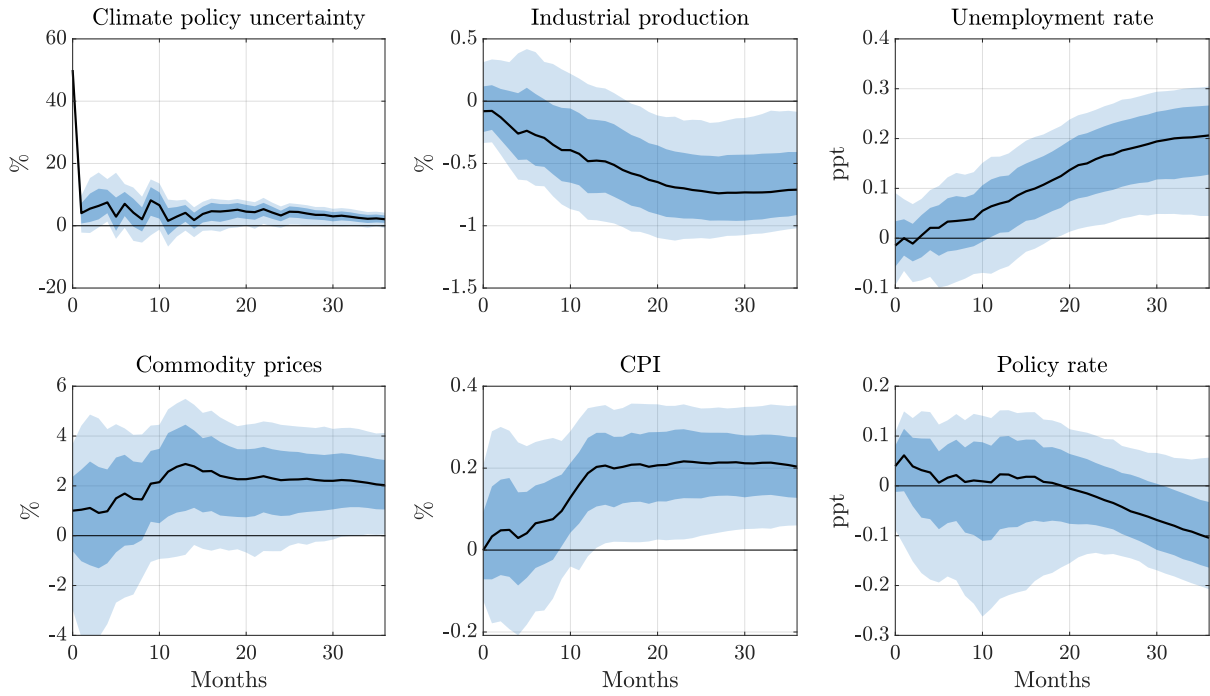 Climate policy uncertainty
60
40
20
0
-20
%
0 10 20 30
Industrial production
0.5
0
-0.5
-1
-1.5
%
0 10 20 30
Unemployment rate
0.4
0.3
0.2
0.1
0
-0.1
ppt
0 10 20 30
Commodity prices
6
4
2
0
-2
-4
%
0 10 20 30
Months
CPI
0.4
0.2
0
-0.2
%
0 10 20 30
Months
Policy rate
0.2
0.1
0
-0.1
-0.2
-0.3
ppt
0 10 20 30
Months